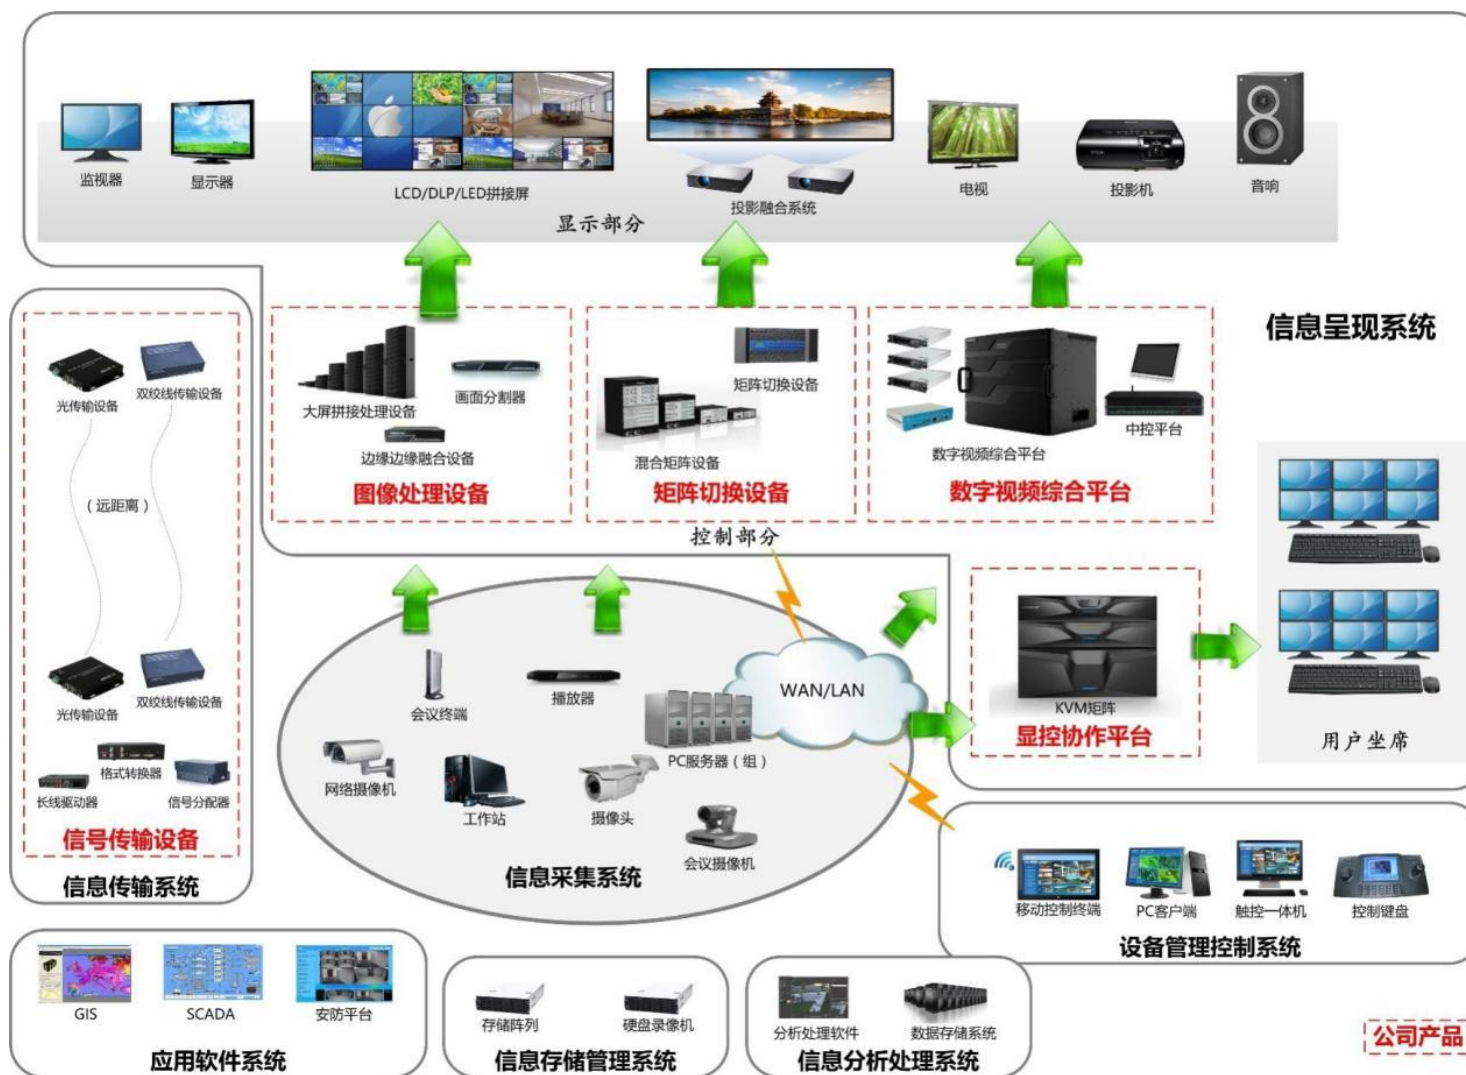 监视器
显示器
LCD/DLP/LED拼接屏
投影融合系统
电视
投影机
音响
显示部分
信息呈现系统
光传输设备
双绞线传输设备
(远距离)
光传输设备
双绞线传输设备
格式转换器
长线驱动器
信号分配器
信号传输设备
信息传输系统
大屏拼接处理设备
画面分割器
边缘边缘融合设备
图像处理设备
矩阵切换设备
混合矩阵设备
矩阵切换设备
数字视频综合平台
中控平台
数字视频综合平台
控制部分
会议终端
播放器
WAN/LAN
PC服务器(组)
网络摄像机
工作站
摄像头
会议摄像机
信息采集系统
KVM矩阵
显控协作平台
用户坐席
移动控制终端
PC客户端
触控一体机
控制键盘
设备管理控制系统
GIS
SCADA
安防平台
应用软件系统
存储阵列
硬盘录像机
信息存储管理系统
分析处理软件
数据存储系统
信息分析处理系统
公司产品